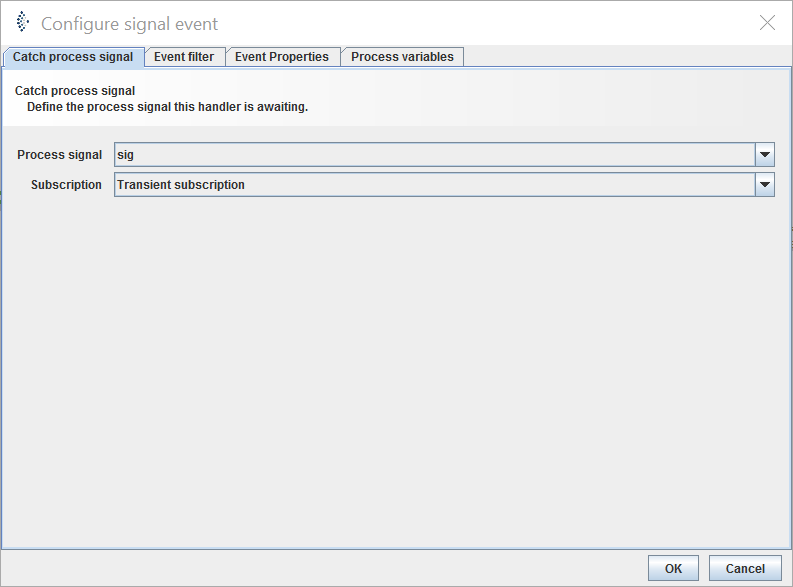 Configure signal event
Catch process signal Event filter Event Properties Process variables
Catch process signal
Define the process signal this handler is awaiting.
Process signal sig
Subscription Transient subscription
OK Cancel